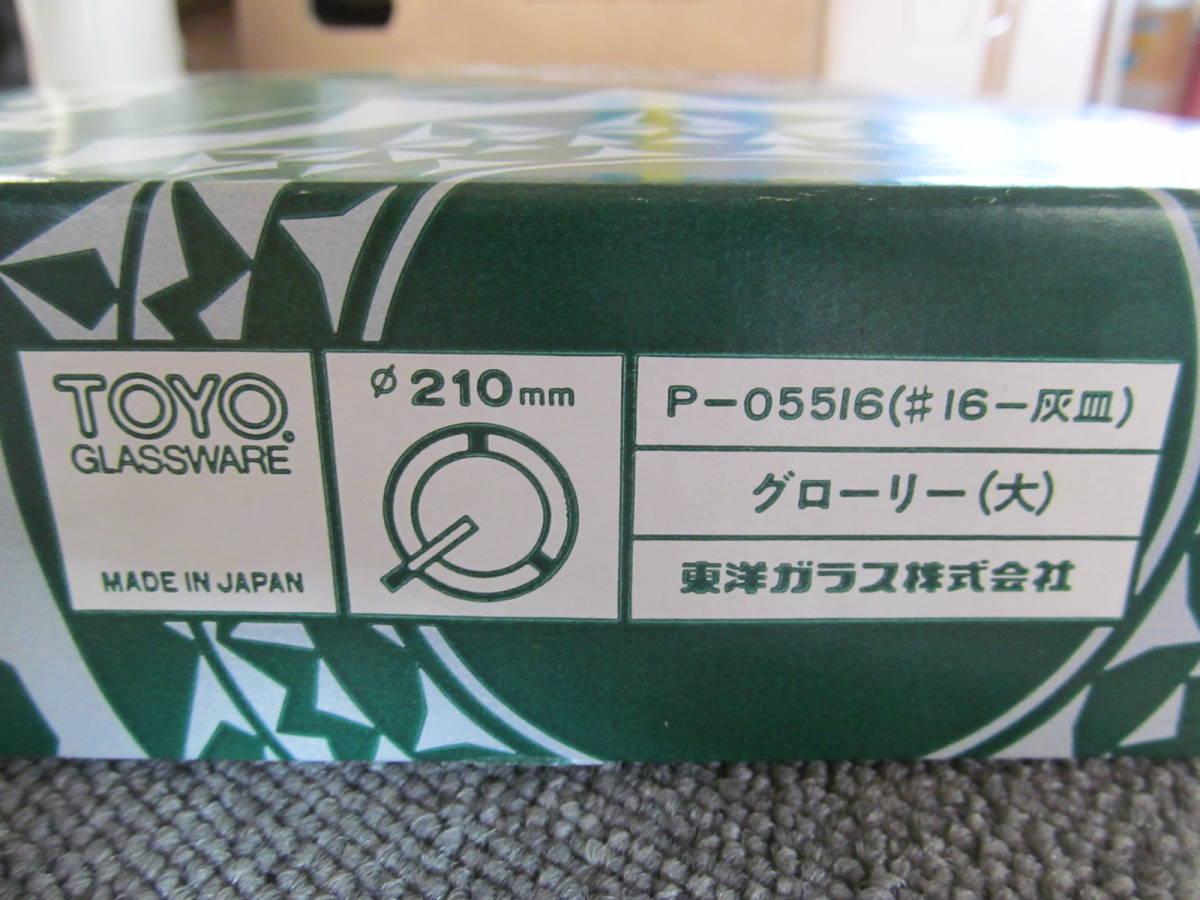 TOYO
GLASSWARE
MADE IN JAPAN
φ210mm
P-05516(#16-灰皿)
グローリー(大)
東洋ガラス株式会社